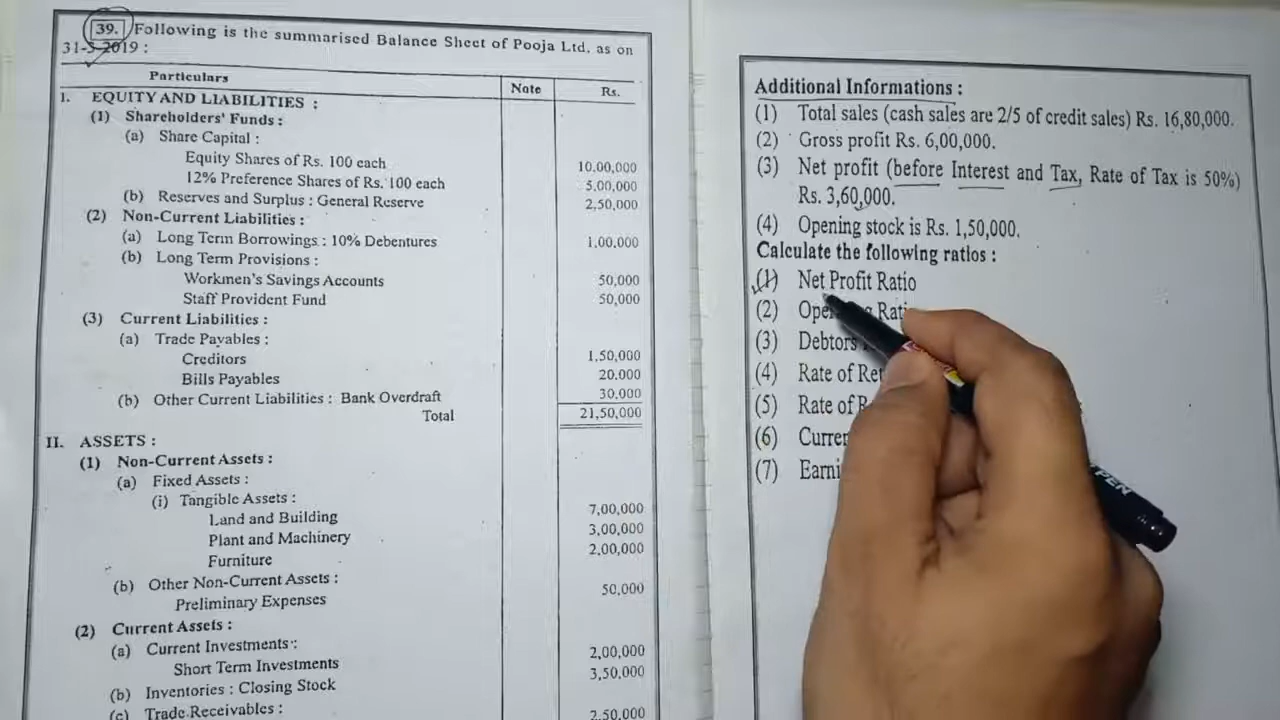 39. Following is the summarised Balance Sheet of Pooja Ltd. as on
31-3-2019 :
Particulars Note Rs.
I. EQUITY AND LIABILITIES :
(1) Shareholders' Funds :
(a) Share Capital :
Equity Shares of Rs. 100 each 10,00,000
12% Preference Shares of Rs. 100 each 5,00,000
(b) Reserves and Surplus : General Reserve 2,50,000
(2) Non-Current Liabilities :
(a) Long Term Borrowings : 10% Debentures 1,00,000
(b) Long Term Provisions :
Workmen's Savings Accounts 50,000
Staff Provident Fund 50,000
(3) Current Liabilities :
(a) Trade Payables :
Creditors 1,50,000
Bills Payables 20,000
(b) Other Current Liabilities : Bank Overdraft 30,000
Total 21,50,000
II. ASSETS :
(1) Non-Current Assets :
(a) Fixed Assets :
(i) Tangible Assets :
Land and Building 7,00,000
Plant and Machinery 3,00,000
Furniture 2,00,000
(b) Other Non-Current Assets :
Preliminary Expenses 50,000
(2) Current Assets :
(a) Current Investments :
Short Term Investments 2,00,000
(b) Inventories : Closing Stock 3,50,000
(c) Trade Receivables :
2,50,000
Additional Informations :
(1) Total sales (cash sales are 2/5 of credit sales) Rs. 16,80,000.
(2) Gross profit Rs. 6,00,000.
(3) Net profit (before Interest and Tax, Rate of Tax is 50%)
Rs. 3,60,000.
(4) Opening stock is Rs. 1,50,000.
Calculate the following ratios :
(1) Net Profit Ratio
(2)
(3) Debtors
(4) Rate of
(5) Rate of
(6)
(7)
PEN